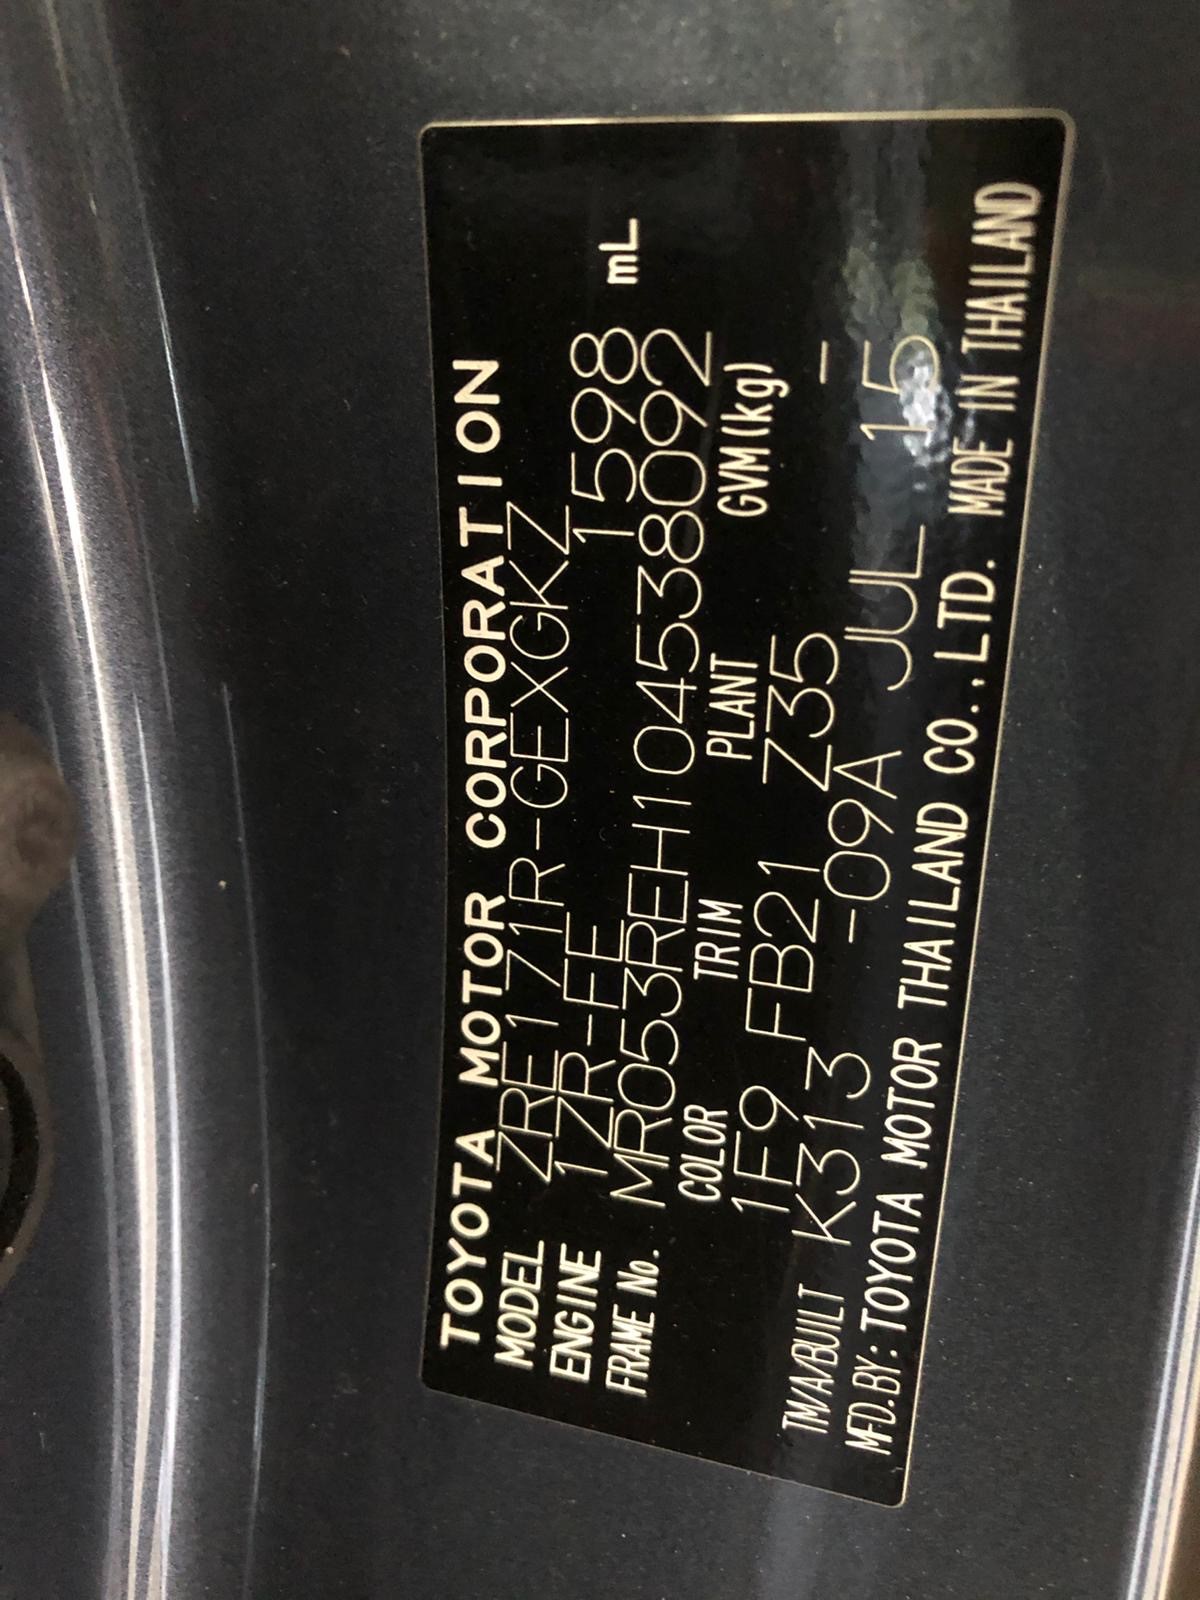 TOYOTA MOTOR CORPORATION
MODEL ZRE171R-GEXGKZ
ENGINE 1ZR-FE 1598 mL
FRAME No. MR053REH104538092
COLOR TRIM PLANT GVM(kg)
1F9 FB21 Z35 -
TM/A/BUILT K313 -09A JUL 15
MFD.BY: TOYOTA MOTOR THAILAND CO.,LTD. MADE IN THAILAND